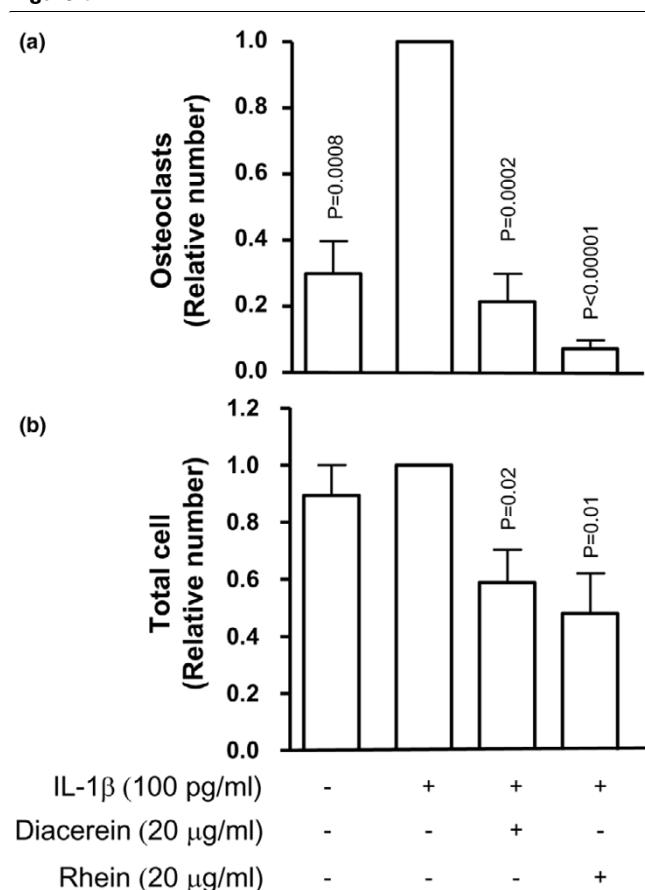 (a)
Osteoclasts
(Relative number)
1.0
0.8
0.6
0.4
0.2
0.0
P=0.0008
P=0.0002
P<0.00001
(b)
Total cell
(Relative number)
1.2
1.0
0.8
0.6
0.4
0.2
0.0
P=0.02
P=0.01
IL-1β (100 pg/ml) - + + +
Diacerein (20 μg/ml) - - + -
Rhein (20 μg/ml) - - - +